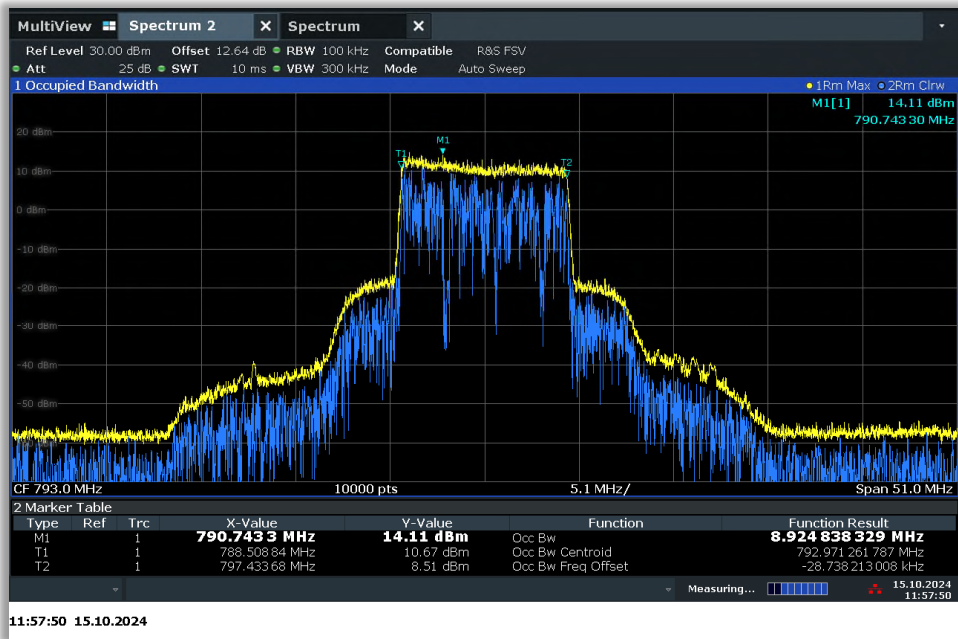 MultiView Spectrum 2 X Spectrum X
Ref Level 30.00 dBm Offset 12.64 dB RBW 100 kHz Compatible R&S FSV
Att 25 dB SWT 10 ms VBW 300 kHz Mode Auto Sweep
1 Occupied Bandwidth 1Rm Max 2Rm Clrw
M1[1] 14.11 dBm
790.743 30 MHz
20 dBm
M1
T1
T2
10 dBm
0 dBm
-10 dBm
-20 dBm
-30 dBm
-40 dBm
-50 dBm
CF 793.0 MHz 10000 pts 5.1 MHz/ Span 51.0 MHz
2 Marker Table
Type Ref Trc X-Value Y-Value Function Function Result
M1 1 790.743 3 MHz 14.11 dBm Occ Bw 8.924 838 329 MHz
T1 1 788.508 84 MHz 10.67 dBm Occ Bw Centroid 792.971 261 787 MHz
T2 1 797.433 68 MHz 8.51 dBm Occ Bw Freq Offset -28.738 213 008 kHz
Measuring... 15.10.2024
11:57:50
11:57:50 15.10.2024